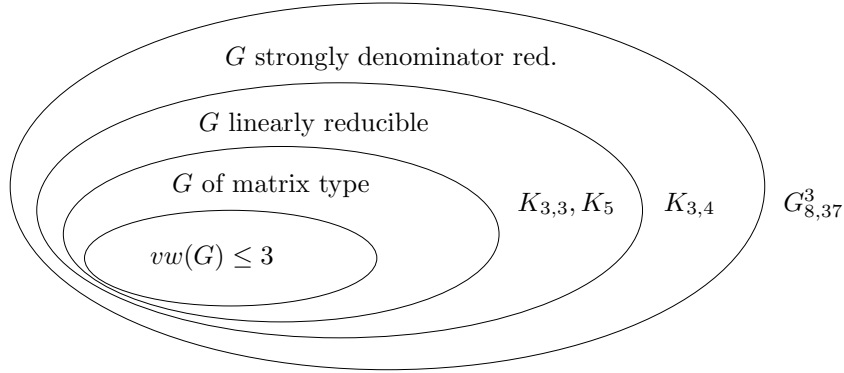 G strongly denominator red.
G linearly reducible
G of matrix type
vw(G) ≤ 3
K_{3,3}, K_5
K_{3,4}
G^3_{8,37}